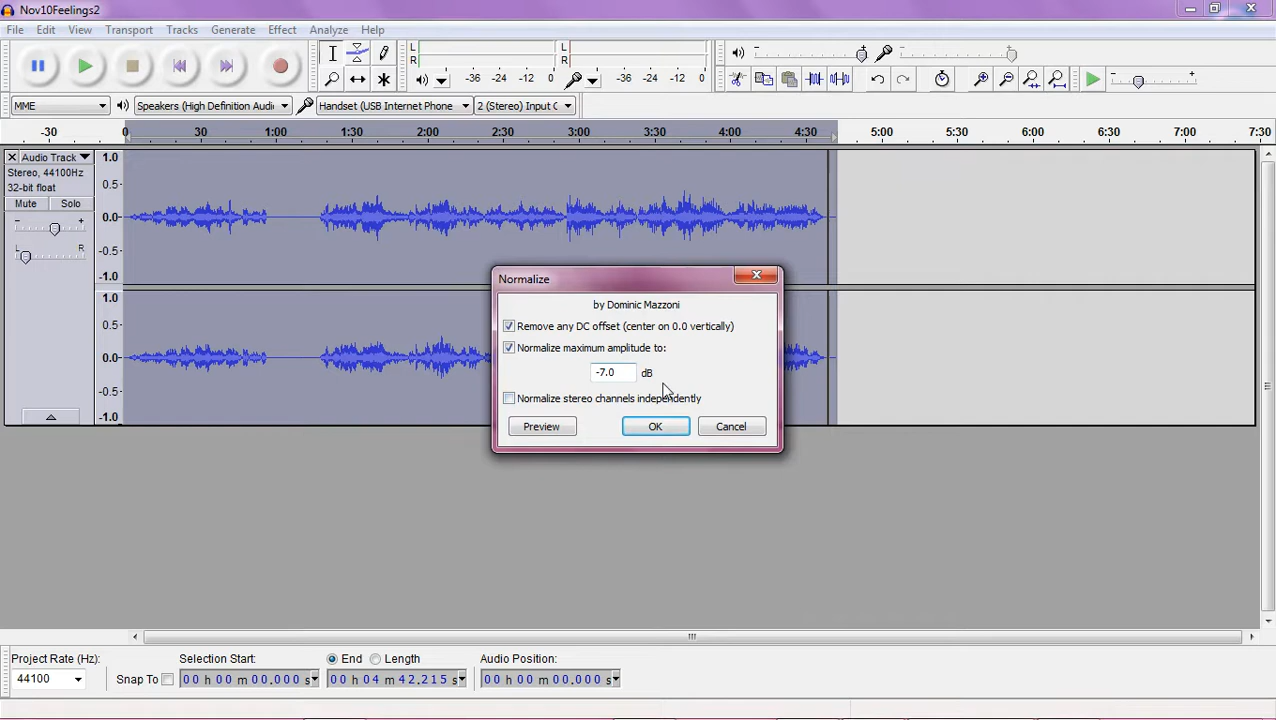 Nov10Feelings2
File Edit View Transport Tracks Generate Effect Analyze Help
L L
R R
-36 -24 -12 0 -36 -24 -12 0
MME Speakers (High Definition Audi Handset (USB Internet Phone 2 (Stereo) Input C
-30 0 30 1:00 1:30 2:00 2:30 3:00 3:30 4:00 4:30 5:00 5:30 6:00 6:30 7:00 7:30
Audio Track
Stereo, 44100Hz
32-bit float
Mute Solo
- +
L R
1.0
0.5
0.0
-0.5
-1.0
1.0
0.5
0.0
-0.5
-1.0
Normalize
by Dominic Mazzoni
Remove any DC offset (center on 0.0 vertically)
Normalize maximum amplitude to:
-7.0 dB
Normalize stereo channels independently
Preview OK Cancel
Project Rate (Hz): Selection Start: End Length Audio Position:
44100 Snap To 00 h 00 m 00.000 s 00 h 04 m 42.215 s 00 h 00 m 00.000 s